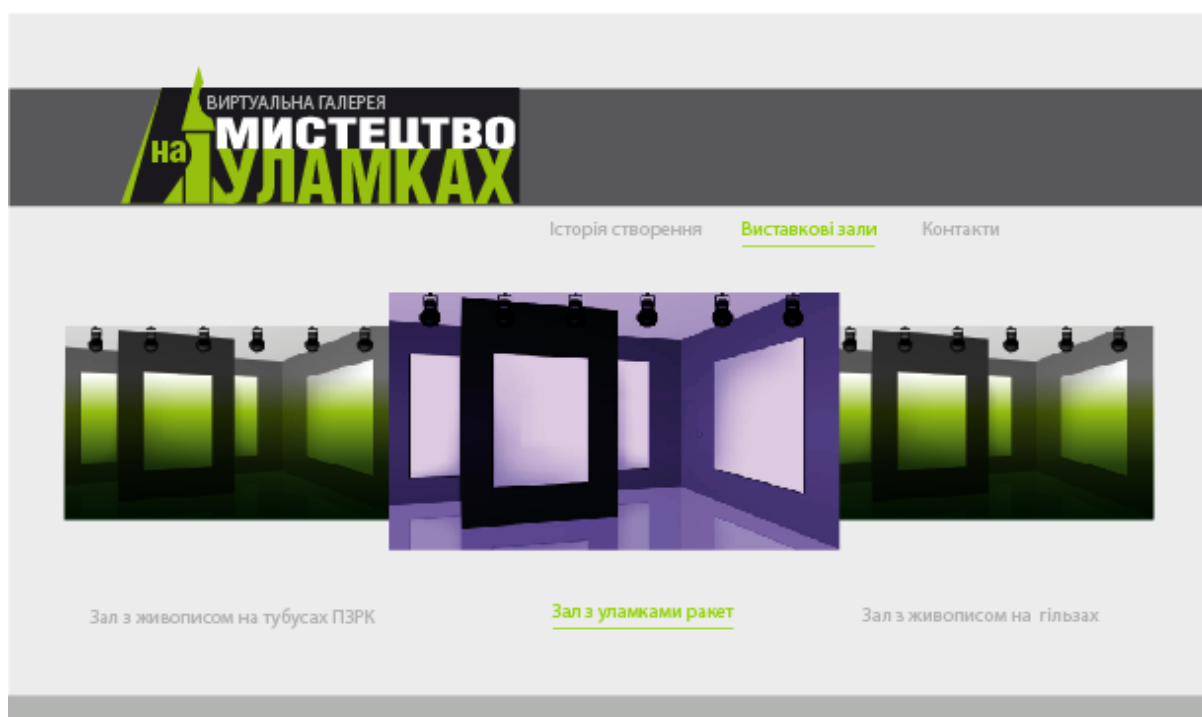 ВИРТУАЛЬНА ГАЛЕРЕЯ
МИСТЕЦТВО
на УЛАМКАХ
Історія створення Виставкові зали Контакти
Зал з живописом на тубусах ПЗРК Зал з уламками ракет Зал з живописом на гільзах